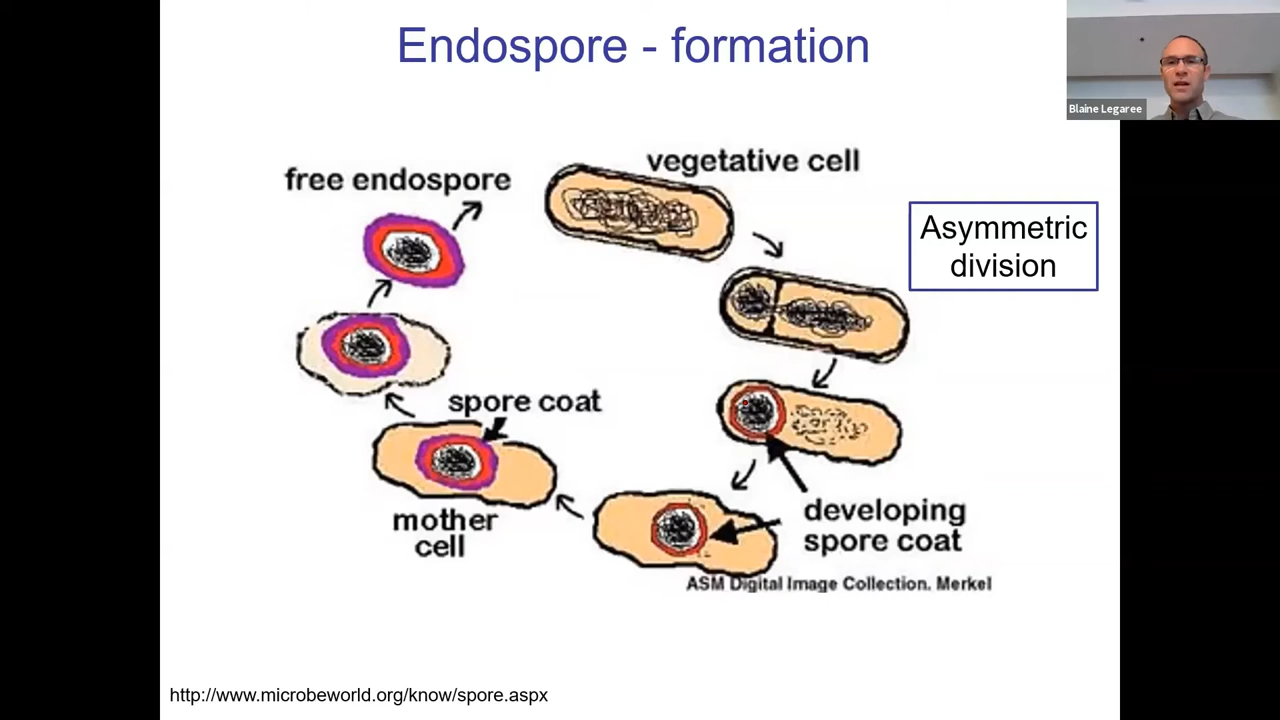 Endospore - formation
Blaine Legaree
free endospore
vegetative cell
Asymmetric
division
spore coat
mother
cell
developing
spore coat
ASM Digital Image Collection. Merkel
http://www.microbeworld.org/know/spore.aspx